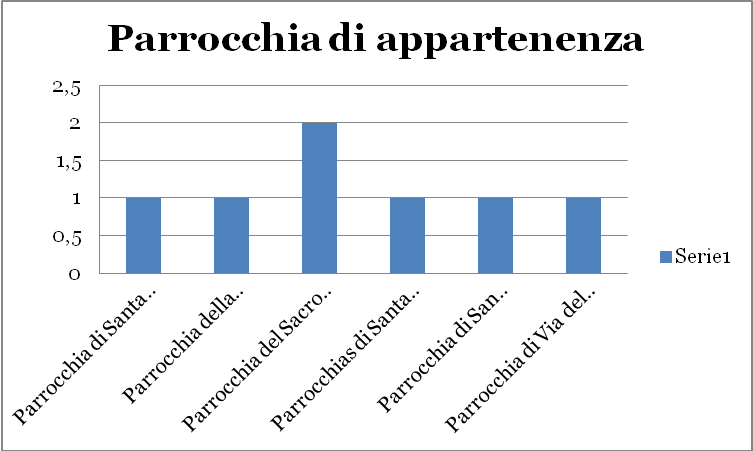 Parrocchia di appartenenza
2,5
2
1,5
1
0,5
0
Parrocchia di Santa..
Parrocchia della..
Parrocchia del Sacro..
Parrocchias di Santa..
Parrocchia di San..
Parrocchia di Via del..
Serie1